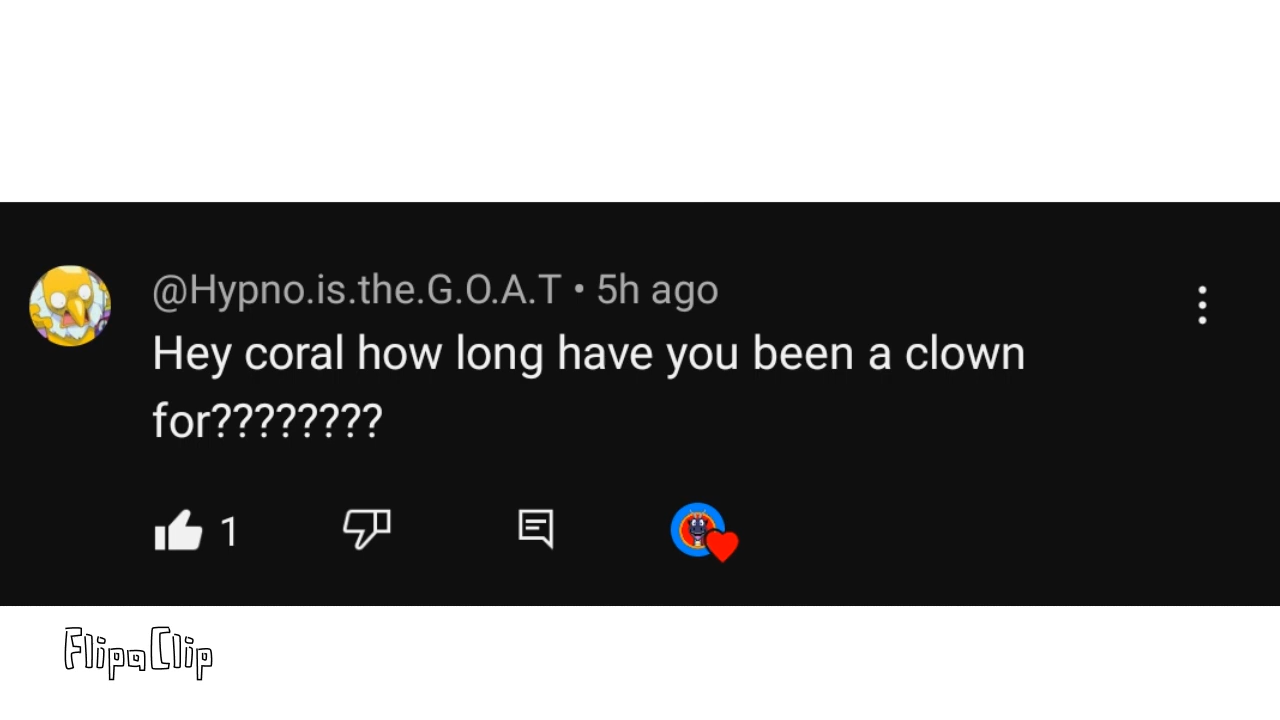 @Hypno.is.the.G.O.A.T • 5h ago
Hey coral how long have you been a clown
for????????
1
FlipaClip